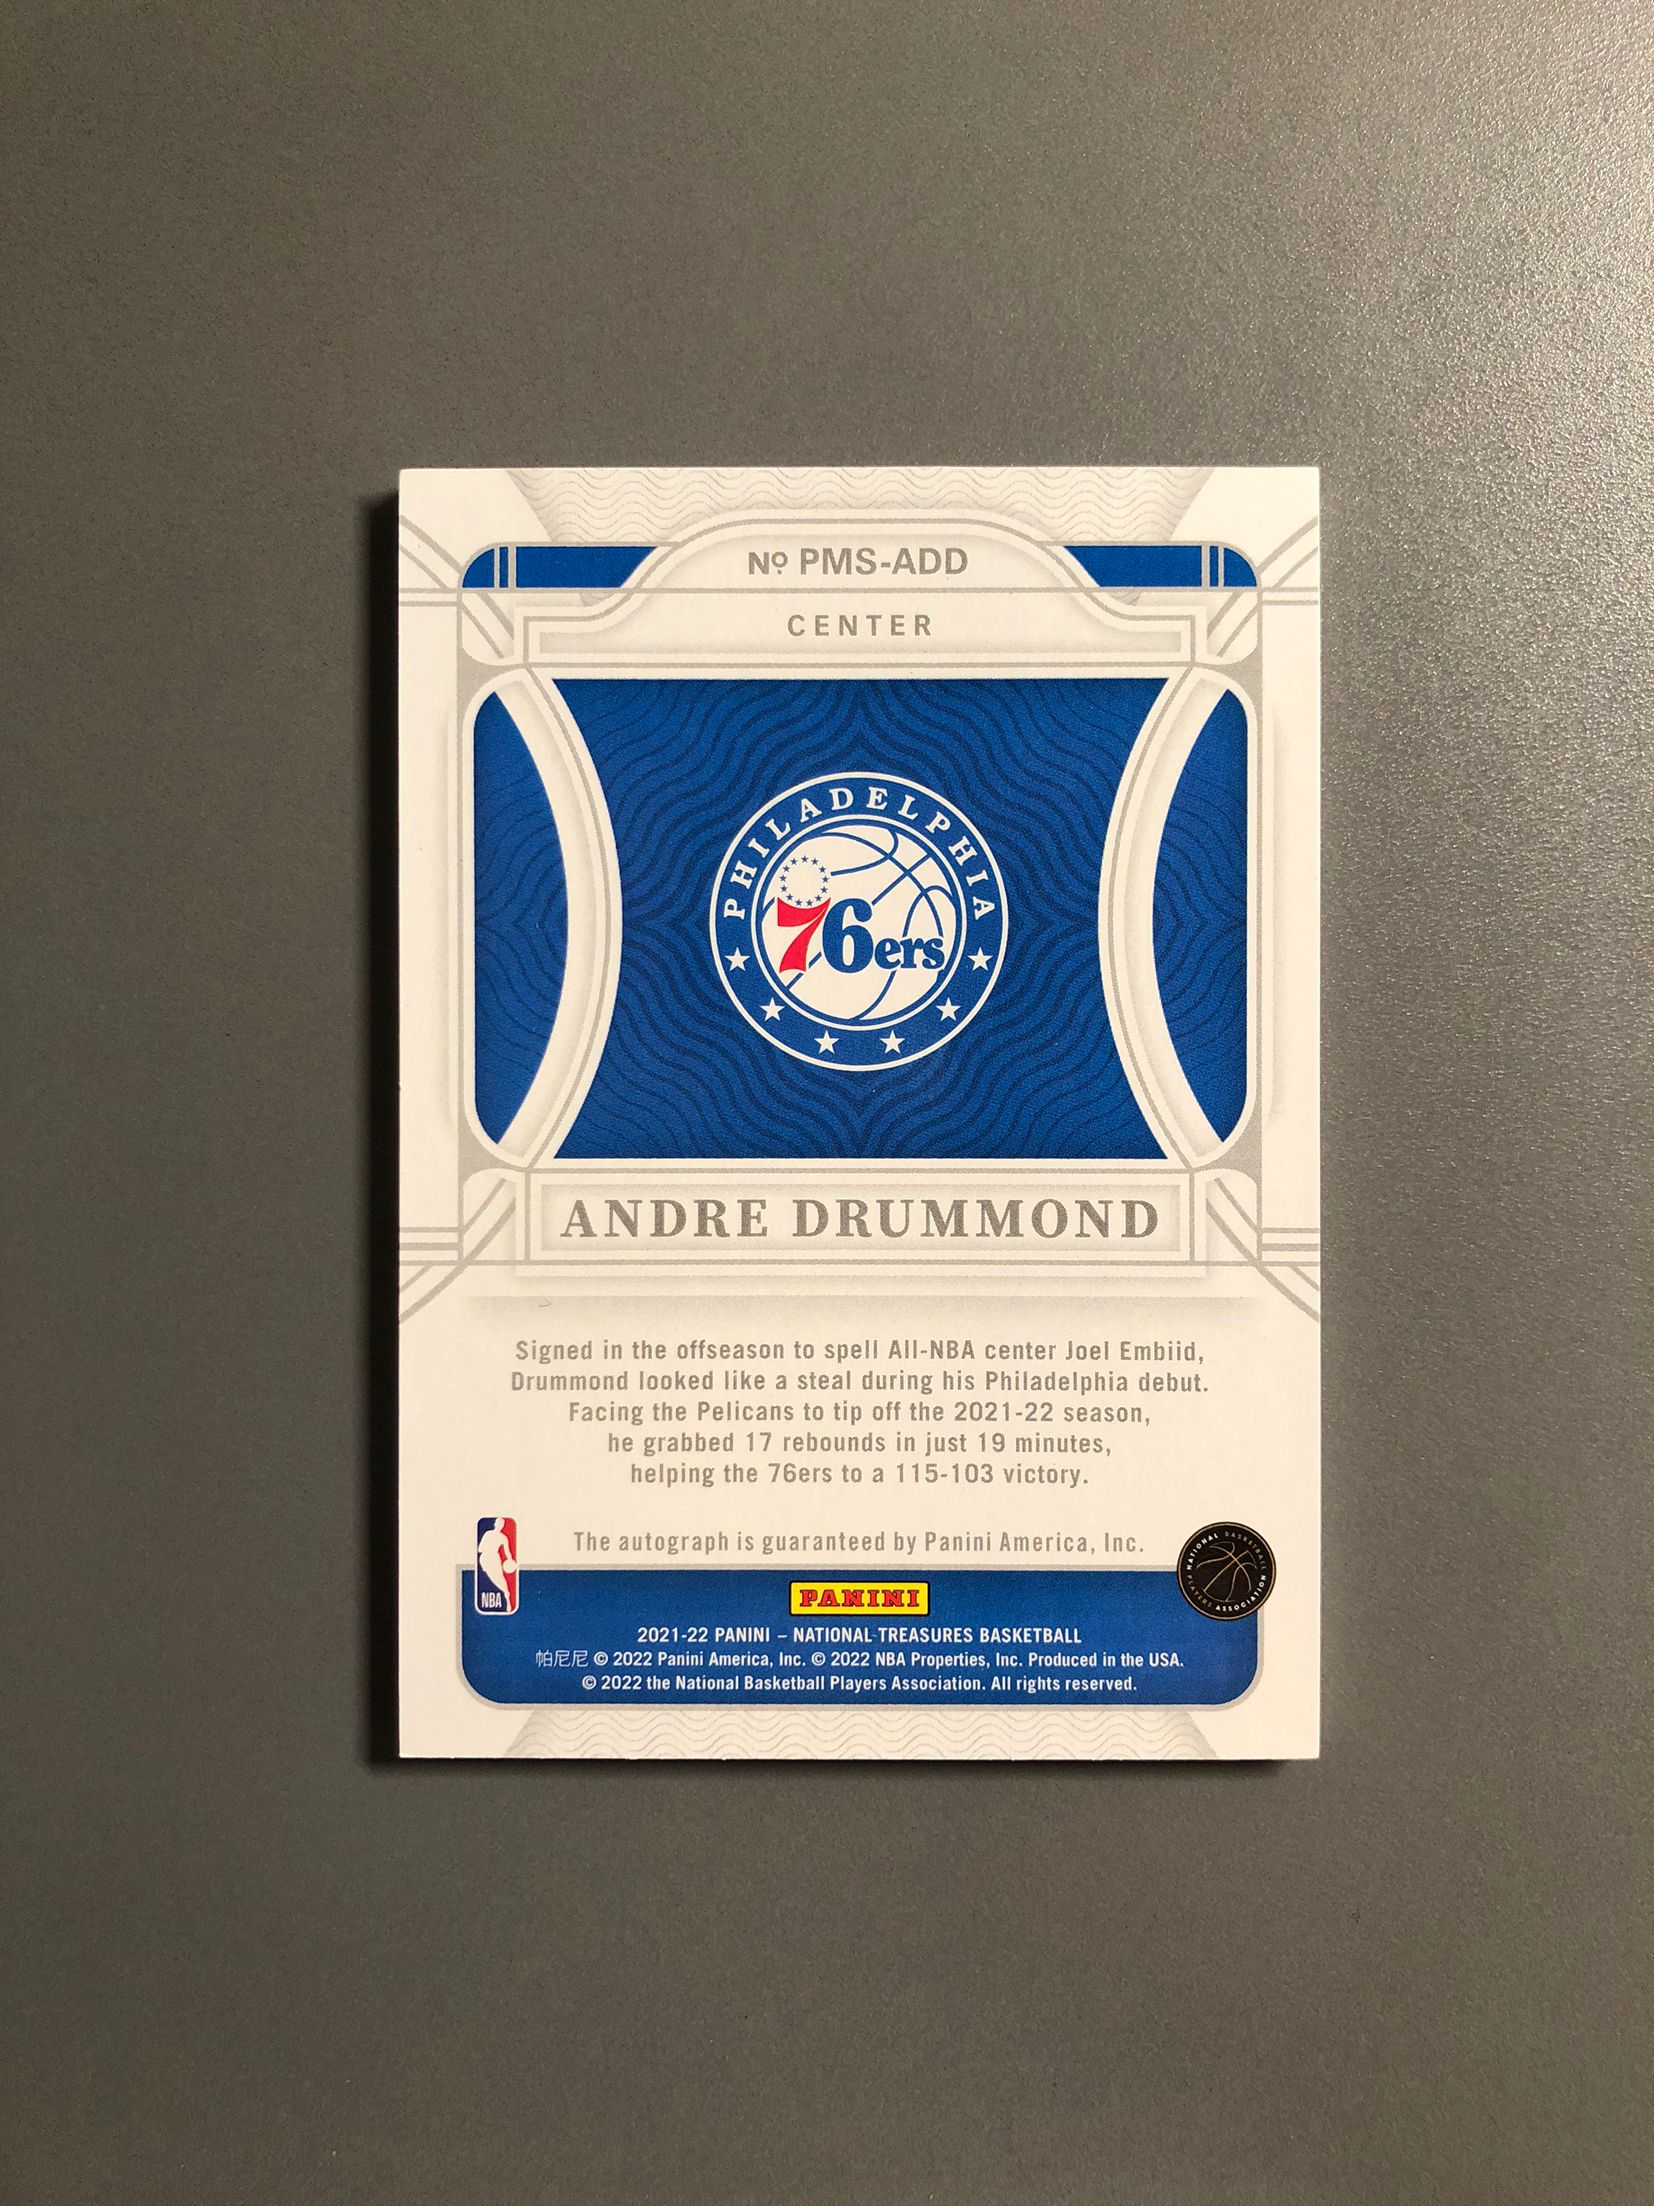 Nº PMS-ADD
CENTER
PHILADELPHIA
76ers
ANDRE DRUMMOND
Signed in the offseason to spell All-NBA center Joel Embiid,
Drummond looked like a steal during his Philadelphia debut.
Facing the Pelicans to tip off the 2021-22 season,
he grabbed 17 rebounds in just 19 minutes,
helping the 76ers to a 115-103 victory.
The autograph is guaranteed by Panini America, Inc.
NBA
NATIONAL BASKETBALL
PLAYERS ASSOCIATION
PANINI
2021-22 PANINI – NATIONAL TREASURES BASKETBALL
帕尼尼 © 2022 Panini America, Inc. © 2022 NBA Properties, Inc. Produced in the USA.
© 2022 the National Basketball Players Association. All rights reserved.